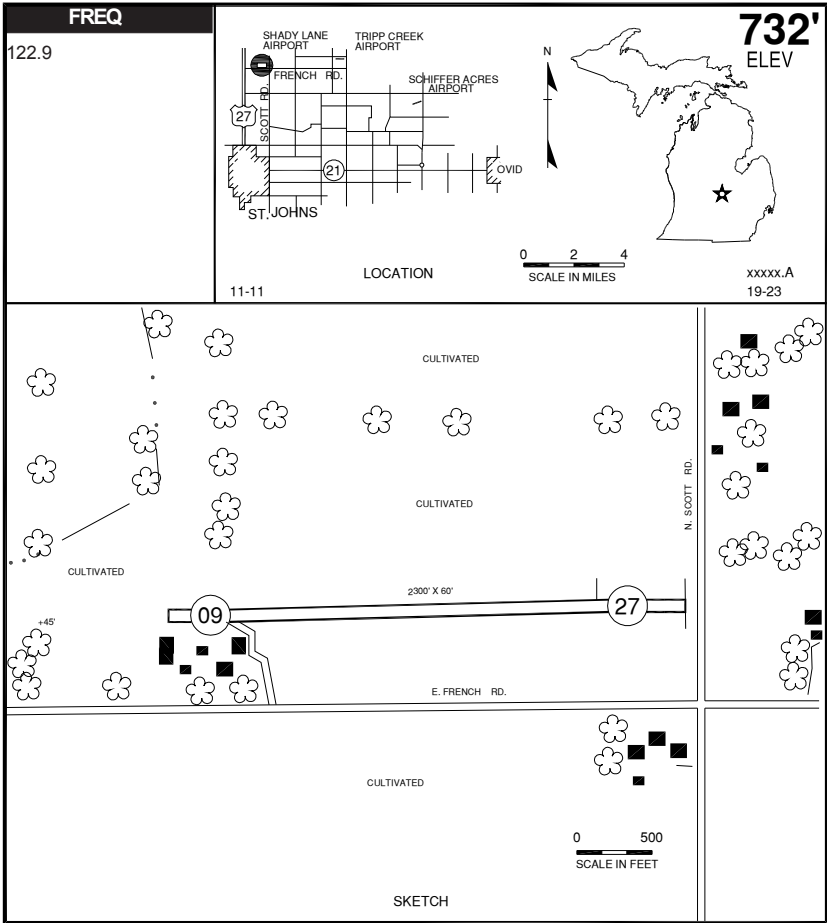 FREQ
122.9
732'
ELEV
SHADY LANE
AIRPORT
TRIPP CREEK
AIRPORT
FRENCH RD.
SCHIFFER ACRES
AIRPORT
SCOTT RD.
27
21
OVID
ST. JOHNS
N
0 2 4
SCALE IN MILES
LOCATION
11-11
xxxxx.A
19-23
CULTIVATED
CULTIVATED
N. SCOTT RD.
CULTIVATED
2300' X 60'
09
27
+45'
E. FRENCH RD.
CULTIVATED
0 500
SCALE IN FEET
SKETCH